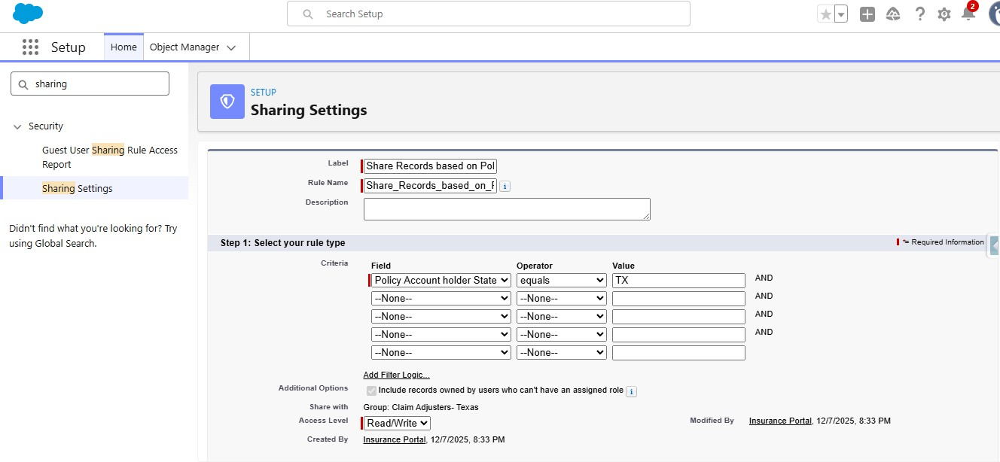 Search Setup
2
Setup
Home
Object Manager
sharing
Security
Guest User Sharing Rule Access
Report
Sharing Settings
Didn't find what you're looking for? Try
using Global Search.
SETUP
Sharing Settings
Label Share Records based on Pol
Rule Name Share_Records_based_on_F i
Description
Step 1: Select your rule type *= Required Information
Criteria
Field Operator Value
Policy Account holder State equals TX AND
--None-- --None-- AND
--None-- --None-- AND
--None-- --None-- AND
--None-- --None--
Add Filter Logic...
Additional Options Include records owned by users who can't have an assigned role i
Share with Group: Claim Adjusters- Texas
Access Level Read/Write Modified By Insurance Portal, 12/7/2025, 8:33 PM
Created By Insurance Portal, 12/7/2025, 8:33 PM